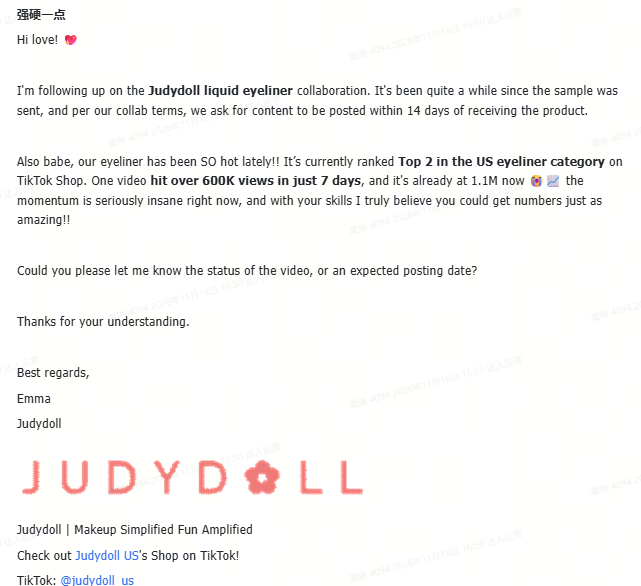 强硬一点
Hi love! 💖
I'm following up on the Judydoll liquid eyeliner collaboration. It's been quite a while since the sample was
sent, and per our collab terms, we ask for content to be posted within 14 days of receiving the product.
Also babe, our eyeliner has been SO hot lately!! It’s currently ranked Top 2 in the US eyeliner category on
TikTok Shop. One video hit over 600K views in just 7 days, and it's already at 1.1M now 🤯📈 the
momentum is seriously insane right now, and with your skills I truly believe you could get numbers just as
amazing!!
Could you please let me know the status of the video, or an expected posting date?
Thanks for your understanding.
Best regards,
Emma
Judydoll
JUDYDOLL
Judydoll | Makeup Simplified Fun Amplified
Check out Judydoll US's Shop on TikTok!
TikTok: @judydoll_us